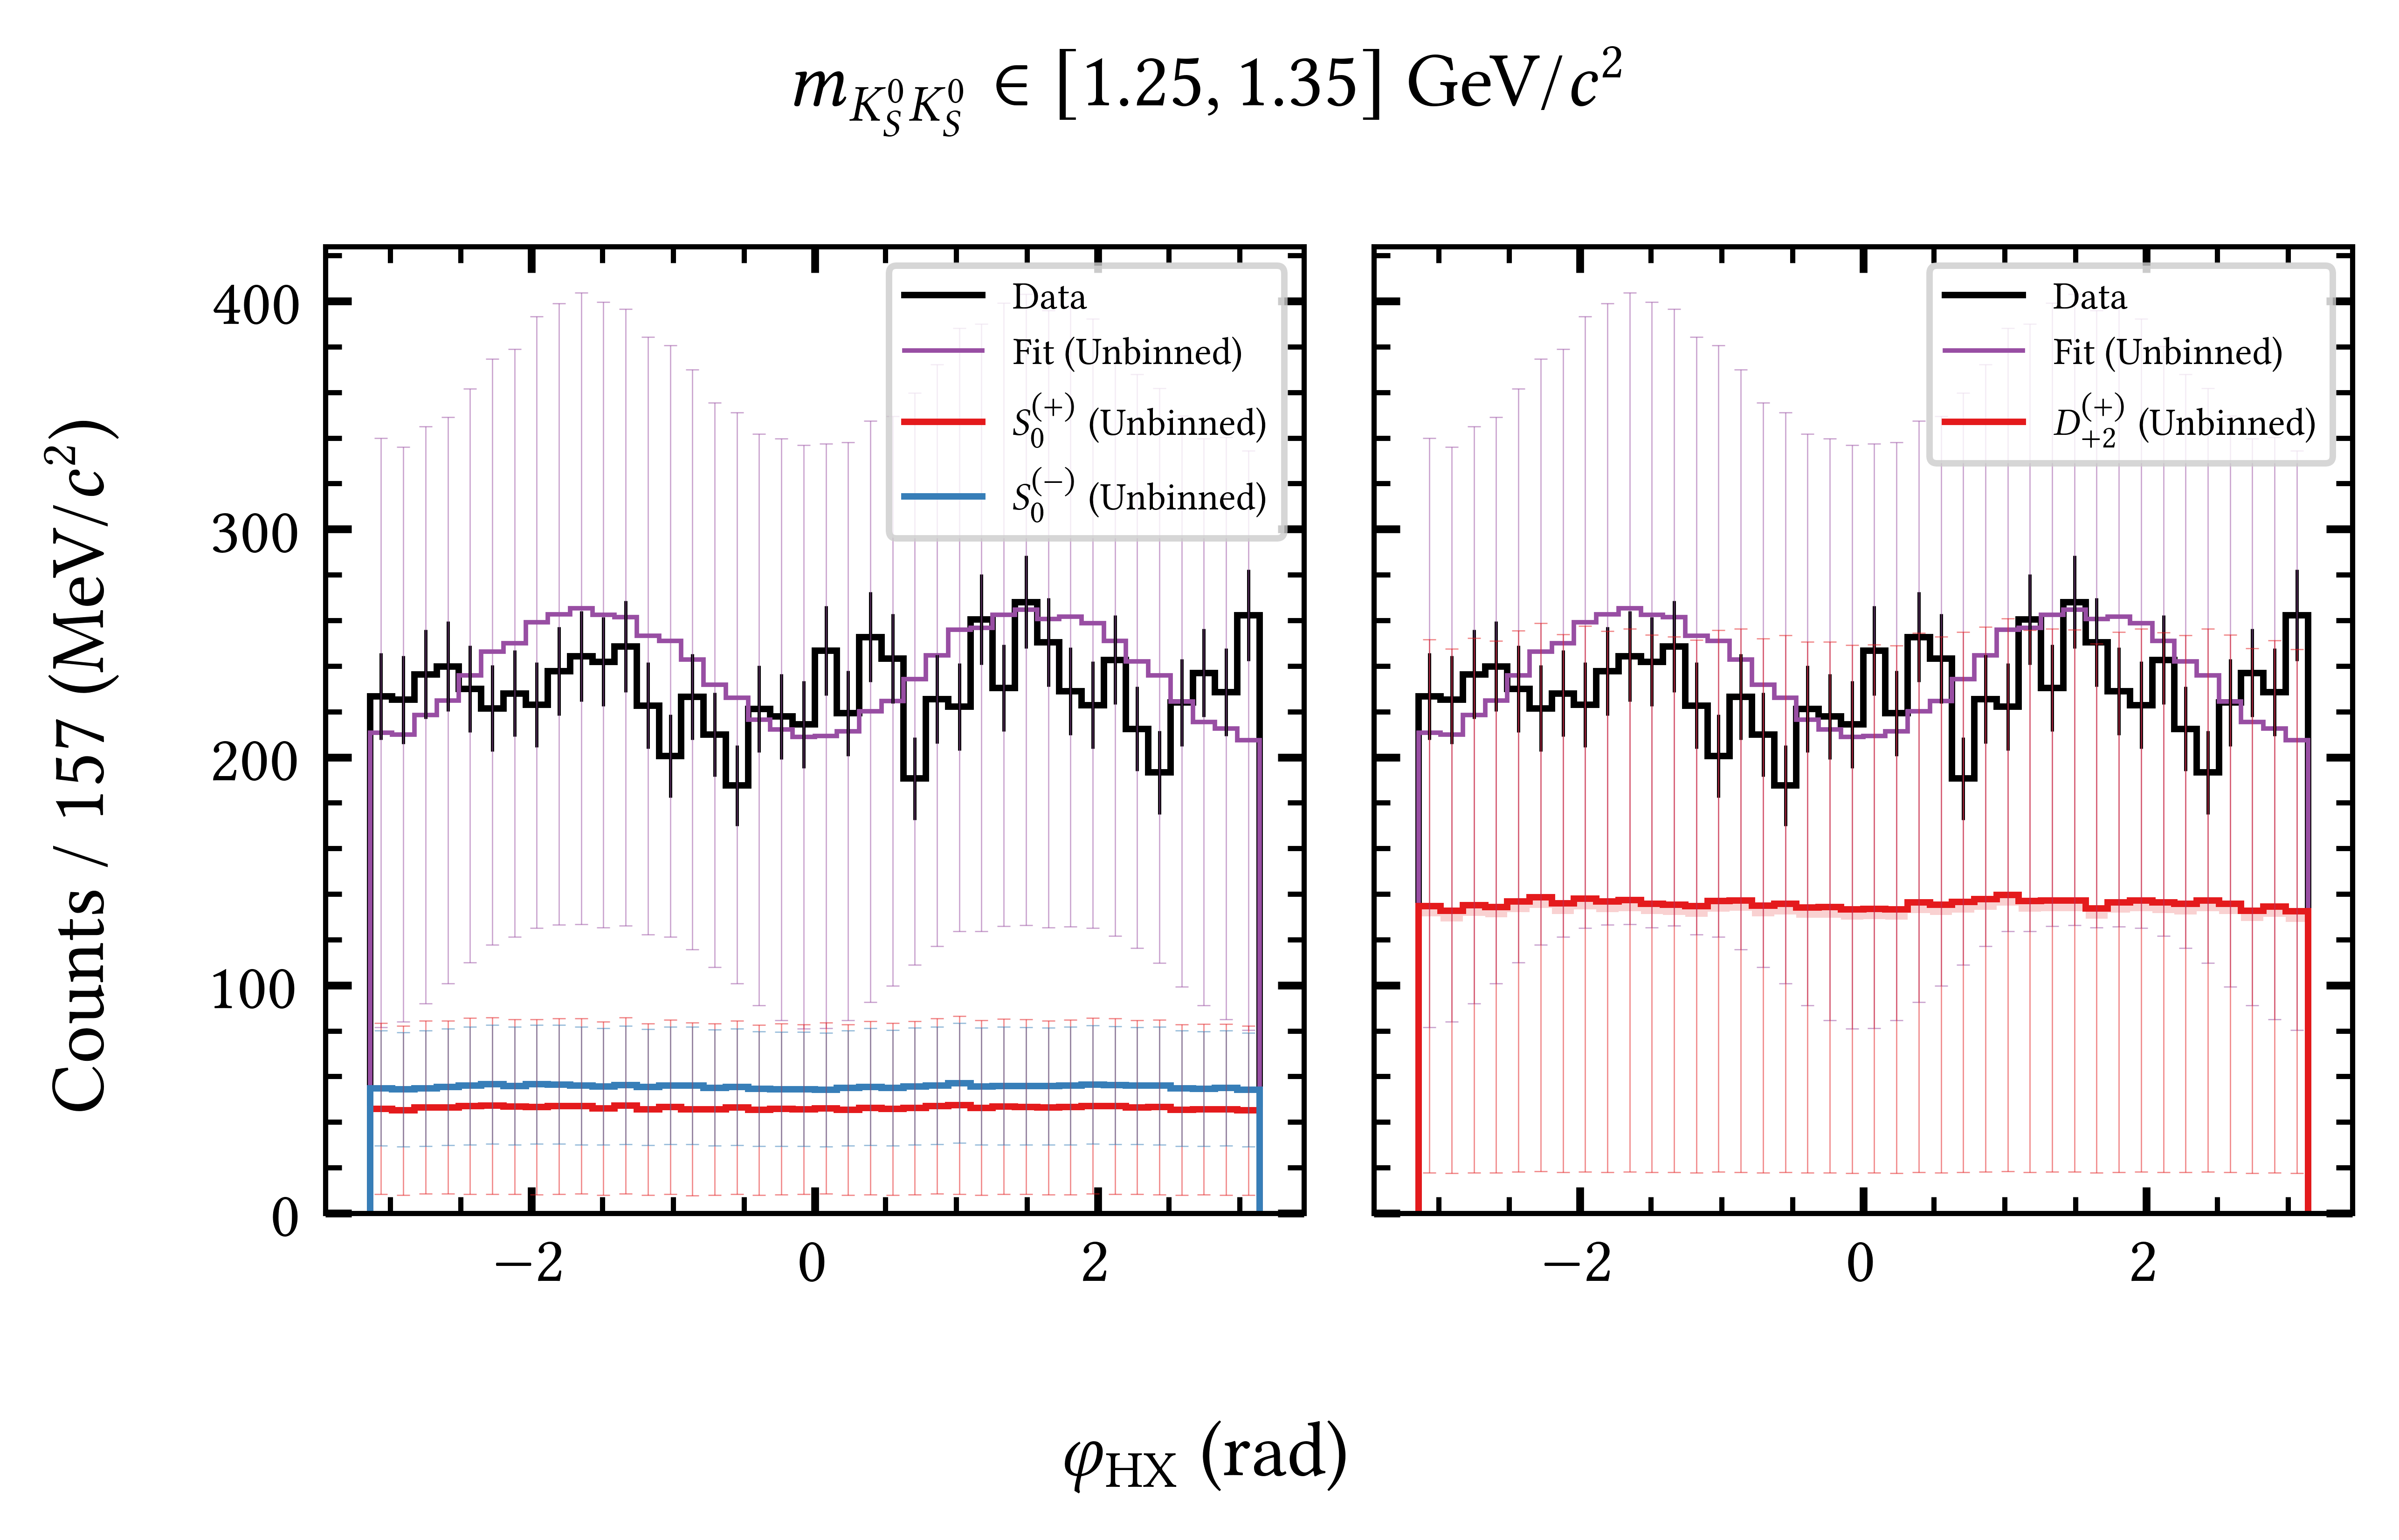 m_{K_S^0 K_S^0} ∈ [1.25, 1.35] GeV/c²
Counts / 157 (MeV/c²)
400
300
200
100
0
Data
Fit (Unbinned)
S_0^{(+)} (Unbinned)
S_0^{(−)} (Unbinned)
Data
Fit (Unbinned)
D_{+2}^{(+)} (Unbinned)
−2 0 2
−2 0 2
φ_{HX} (rad)